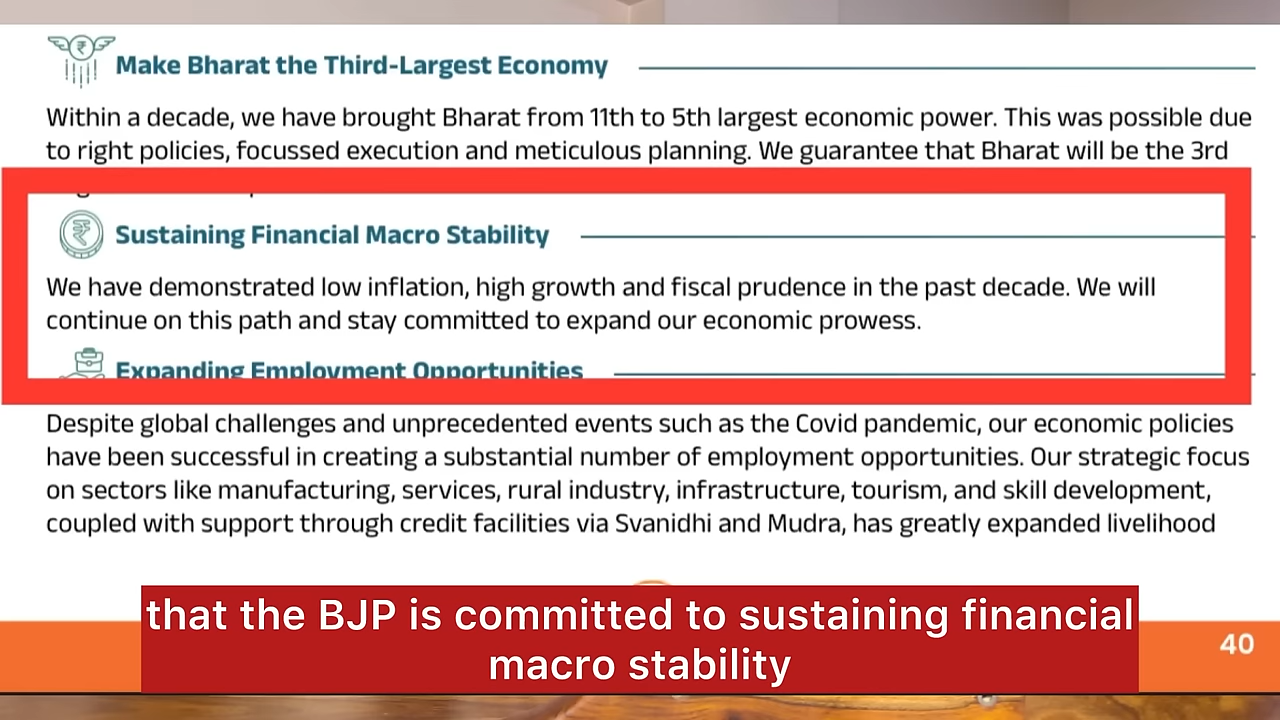 Make Bharat the Third-Largest Economy
Within a decade, we have brought Bharat from 11th to 5th largest economic power. This was possible due
to right policies, focussed execution and meticulous planning. We guarantee that Bharat will be the 3rd
Sustaining Financial Macro Stability
We have demonstrated low inflation, high growth and fiscal prudence in the past decade. We will
continue on this path and stay committed to expand our economic prowess.
Expanding Employment Opportunities
Despite global challenges and unprecedented events such as the Covid pandemic, our economic policies
have been successful in creating a substantial number of employment opportunities. Our strategic focus
on sectors like manufacturing, services, rural industry, infrastructure, tourism, and skill development,
coupled with support through credit facilities via Svanidhi and Mudra, has greatly expanded livelihood
that the BJP is committed to sustaining financial
macro stability
40